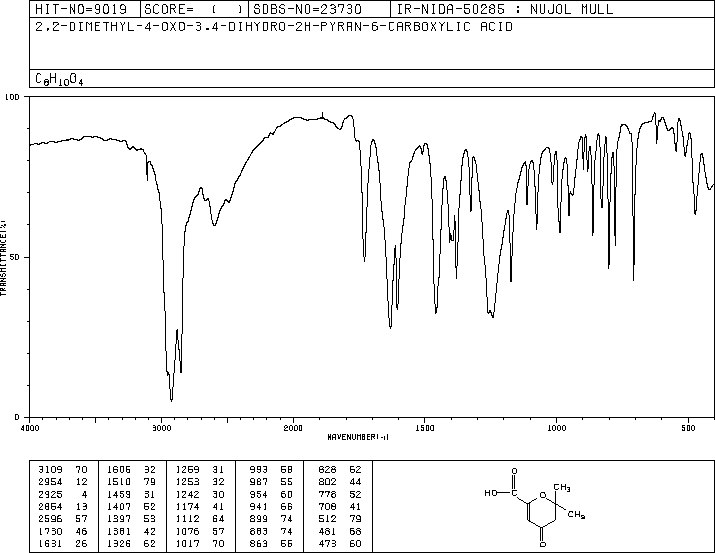 HIT-NO=9019 SCORE= ( ) SDBS-NO=23730 IR-NIDA-50285 : NUJOL MULL
2,2-DIMETHYL-4-OXO-3,4-DIHYDRO-2H-PYRAN-6-CARBOXYLIC ACID
C8H10O4
100
50
0
TRANSMITTANCE(%)
4000 3000 2000 1500 1000 500
WAVENUMBER(-1)
3109 70 1606 32 1269 31 993 68 828 62
2954 12 1510 79 1253 32 987 55 802 44
2925 4 1459 31 1242 30 954 60 778 52
2854 13 1407 52 1174 41 941 66 708 41
2596 57 1397 53 1112 64 899 74 512 79
1730 46 1381 42 1076 57 883 74 481 68
1631 26 1326 62 1017 70 863 55 473 60
O
HO
O
CH3
CH3
O